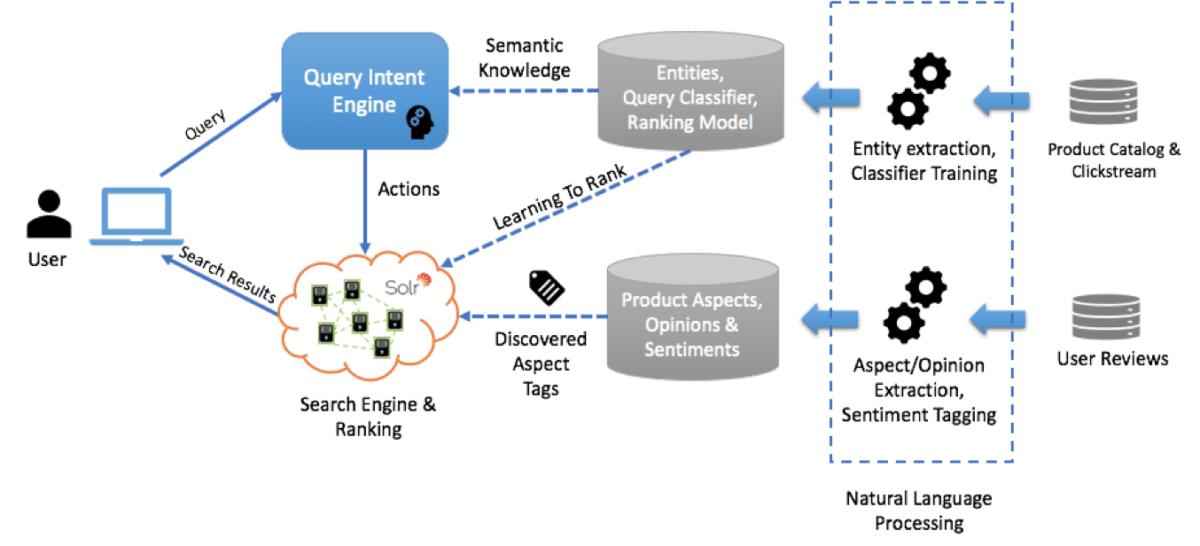 Query Intent
Engine
Semantic
Knowledge
Entities,
Query Classifier,
Ranking Model
Entity extraction,
Classifier Training
Product Catalog &
Clickstream
Query
Actions
Learning To Rank
User
Search Results
Solr
Search Engine &
Ranking
Discovered
Aspect
Tags
Product Aspects,
Opinions &
Sentiments
Aspect/Opinion
Extraction,
Sentiment Tagging
User Reviews
Natural Language
Processing